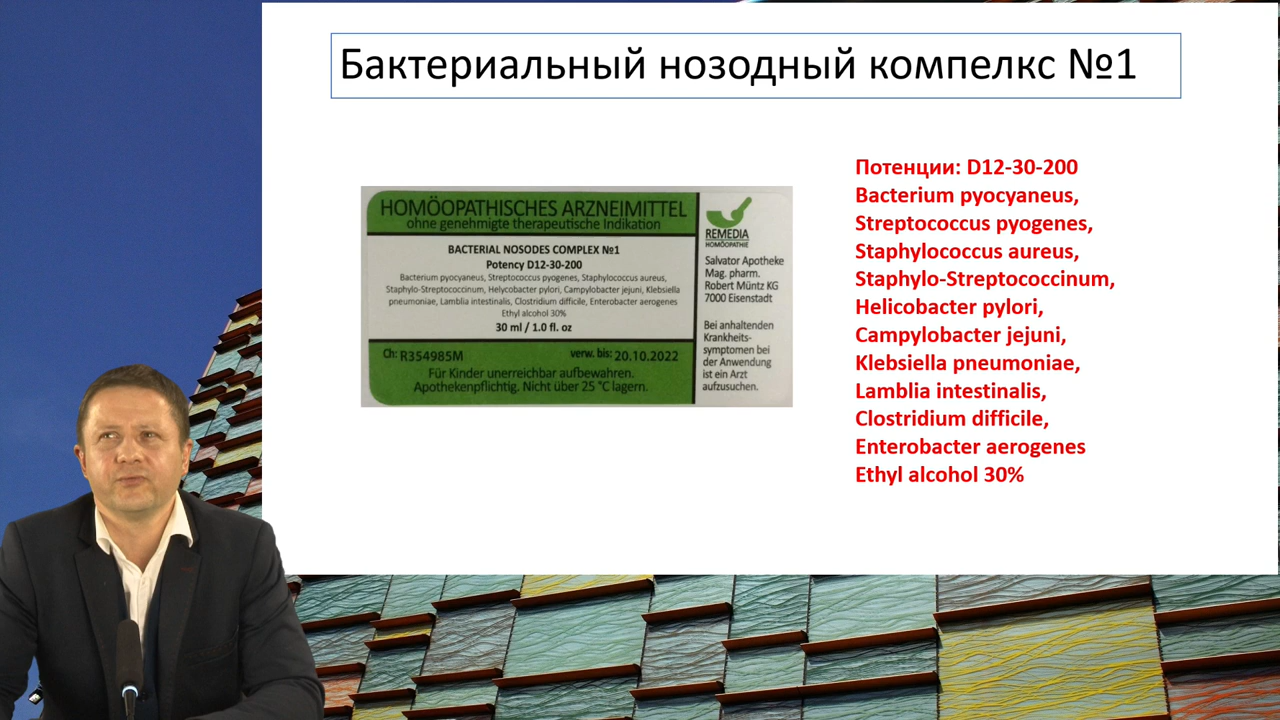 Бактериальный нозодный компелкс №1
HOMÖOPATHISCHES ARZNEIMITTEL
ohne genehmigte therapeutische Indikation
BACTERIAL NOSODES COMPLEX №1
Potency D12-30-200
Bacterium pyocyaneus, Streptococcus pyogenes, Staphylococcus aureus,
Staphylo-Streptococcinum, Helycobacter pylori, Campylobacter jejuni, Klebsiella
pneumoniae, Lamblia intestinalis, Clostridium difficile, Enterobacter aerogenes
Ethyl alcohol 30%
30 ml / 1.0 fl. oz
Ch: R354985M verw. bis: 20.10.2022
Für Kinder unerreichbar aufbewahren.
Apothekenpflichtig. Nicht über 25 °C lagern.
REMEDIA
HOMÖOPATHIE
Salvator Apotheke
Mag. pharm.
Robert Müntz KG
7000 Eisenstadt
Bei anhaltenden
Krankheits-
symptomen bei
der Anwendung
ist ein Arzt
aufzusuchen.
Потенции: D12-30-200
Bacterium pyocyaneus,
Streptococcus pyogenes,
Staphylococcus aureus,
Staphylo-Streptococcinum,
Helicobacter pylori,
Campylobacter jejuni,
Klebsiella pneumoniae,
Lamblia intestinalis,
Clostridium difficile,
Enterobacter aerogenes
Ethyl alcohol 30%